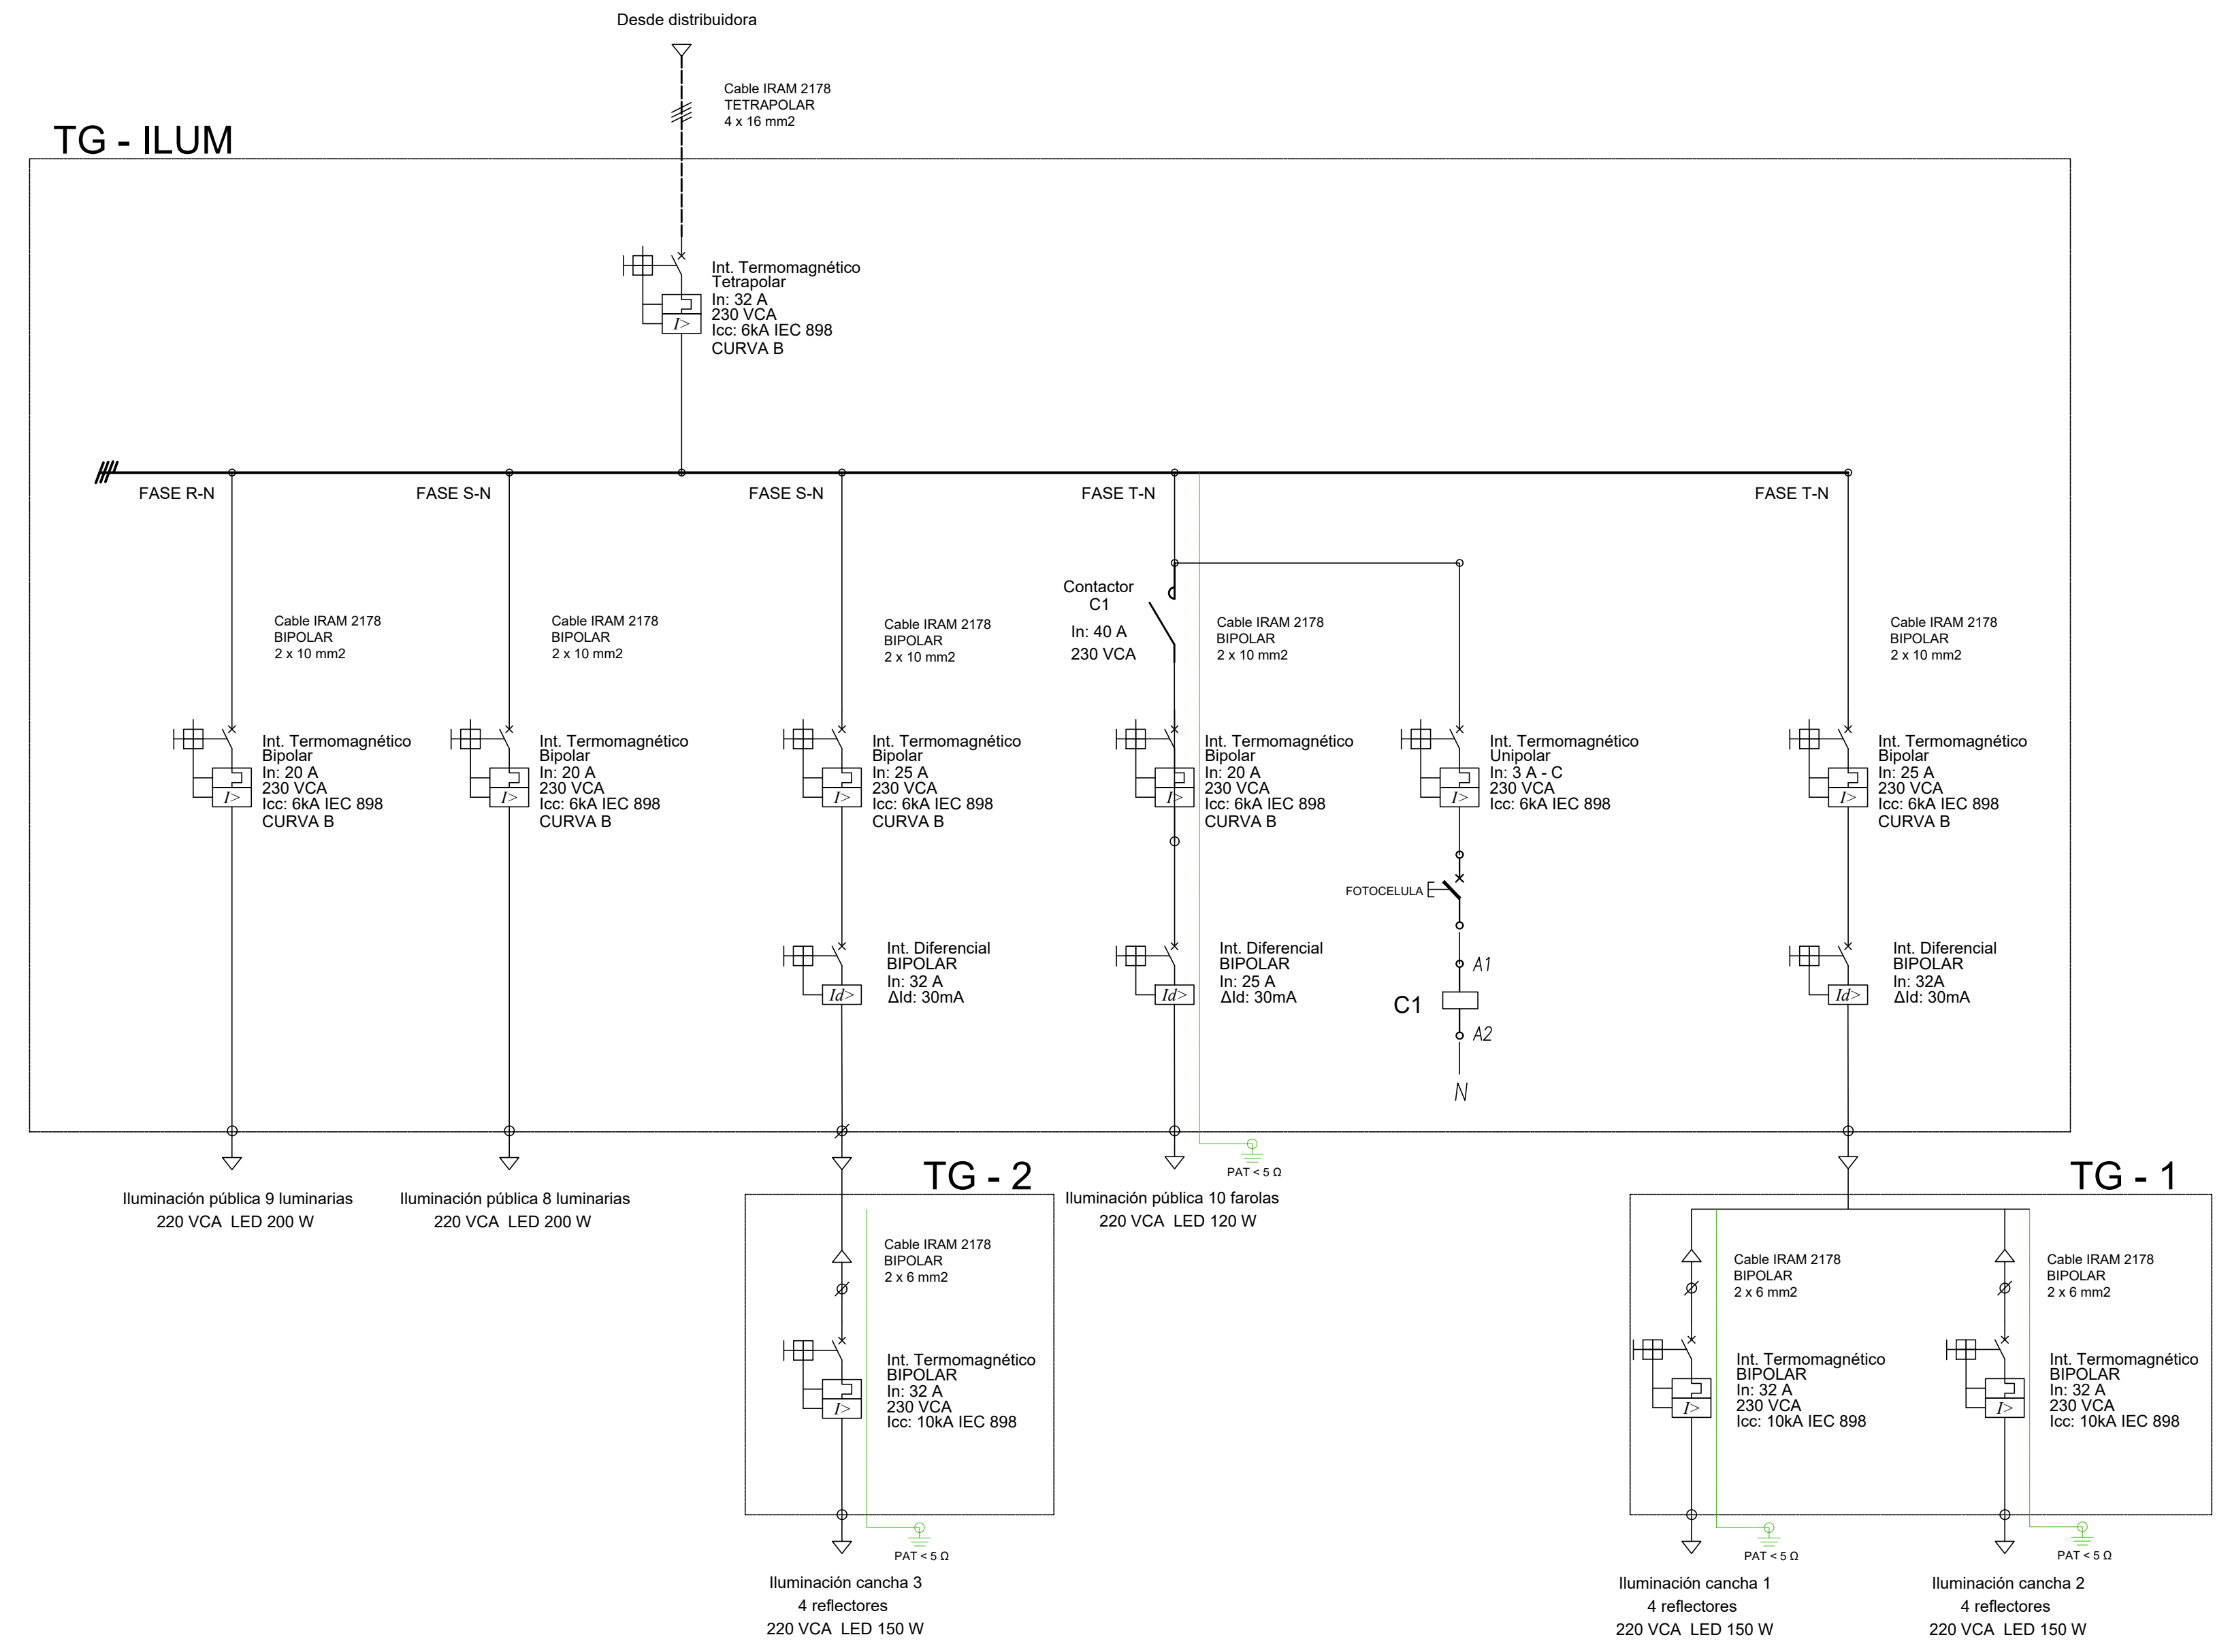 Desde distribuidora
Cable IRAM 2178
TETRAPOLAR
4 x 16 mm2
TG - ILUM
Int. Termomagnético
Tetrapolar
In: 32 A
230 VCA
Icc: 6kA IEC 898
CURVA B
I>
FASE R-N
FASE S-N
FASE S-N
FASE T-N
FASE T-N
Cable IRAM 2178
BIPOLAR
2 x 10 mm2
Cable IRAM 2178
BIPOLAR
2 x 10 mm2
Cable IRAM 2178
BIPOLAR
2 x 10 mm2
Contactor
C1
In: 40 A
230 VCA
Cable IRAM 2178
BIPOLAR
2 x 10 mm2
Cable IRAM 2178
BIPOLAR
2 x 10 mm2
Int. Termomagnético
Bipolar
In: 20 A
230 VCA
Icc: 6kA IEC 898
CURVA B
I>
Int. Termomagnético
Bipolar
In: 20 A
230 VCA
Icc: 6kA IEC 898
CURVA B
I>
Int. Termomagnético
Bipolar
In: 25 A
230 VCA
Icc: 6kA IEC 898
CURVA B
I>
Int. Termomagnético
Bipolar
In: 20 A
230 VCA
Icc: 6kA IEC 898
CURVA B
I>
Int. Termomagnético
Unipolar
In: 3 A - C
230 VCA
Icc: 6kA IEC 898
I>
Int. Termomagnético
Bipolar
In: 25 A
230 VCA
Icc: 6kA IEC 898
CURVA B
I>
FOTOCELULA
Int. Diferencial
BIPOLAR
In: 32 A
ΔId: 30mA
Id>
Int. Diferencial
BIPOLAR
In: 25 A
ΔId: 30mA
Id>
A1
C1
A2
N
Int. Diferencial
BIPOLAR
In: 32A
ΔId: 30mA
Id>
PAT < 5 Ω
Iluminación pública 9 luminarias
220 VCA LED 200 W
Iluminación pública 8 luminarias
220 VCA LED 200 W
TG - 2
Iluminación pública 10 farolas
220 VCA LED 120 W
TG - 1
Cable IRAM 2178
BIPOLAR
2 x 6 mm2
Int. Termomagnético
BIPOLAR
In: 32 A
230 VCA
Icc: 10kA IEC 898
I>
PAT < 5 Ω
Iluminación cancha 3
4 reflectores
220 VCA LED 150 W
Cable IRAM 2178
BIPOLAR
2 x 6 mm2
Int. Termomagnético
BIPOLAR
In: 32 A
230 VCA
Icc: 10kA IEC 898
I>
PAT < 5 Ω
Iluminación cancha 1
4 reflectores
220 VCA LED 150 W
Cable IRAM 2178
BIPOLAR
2 x 6 mm2
Int. Termomagnético
BIPOLAR
In: 32 A
230 VCA
Icc: 10kA IEC 898
I>
PAT < 5 Ω
Iluminación cancha 2
4 reflectores
220 VCA LED 150 W